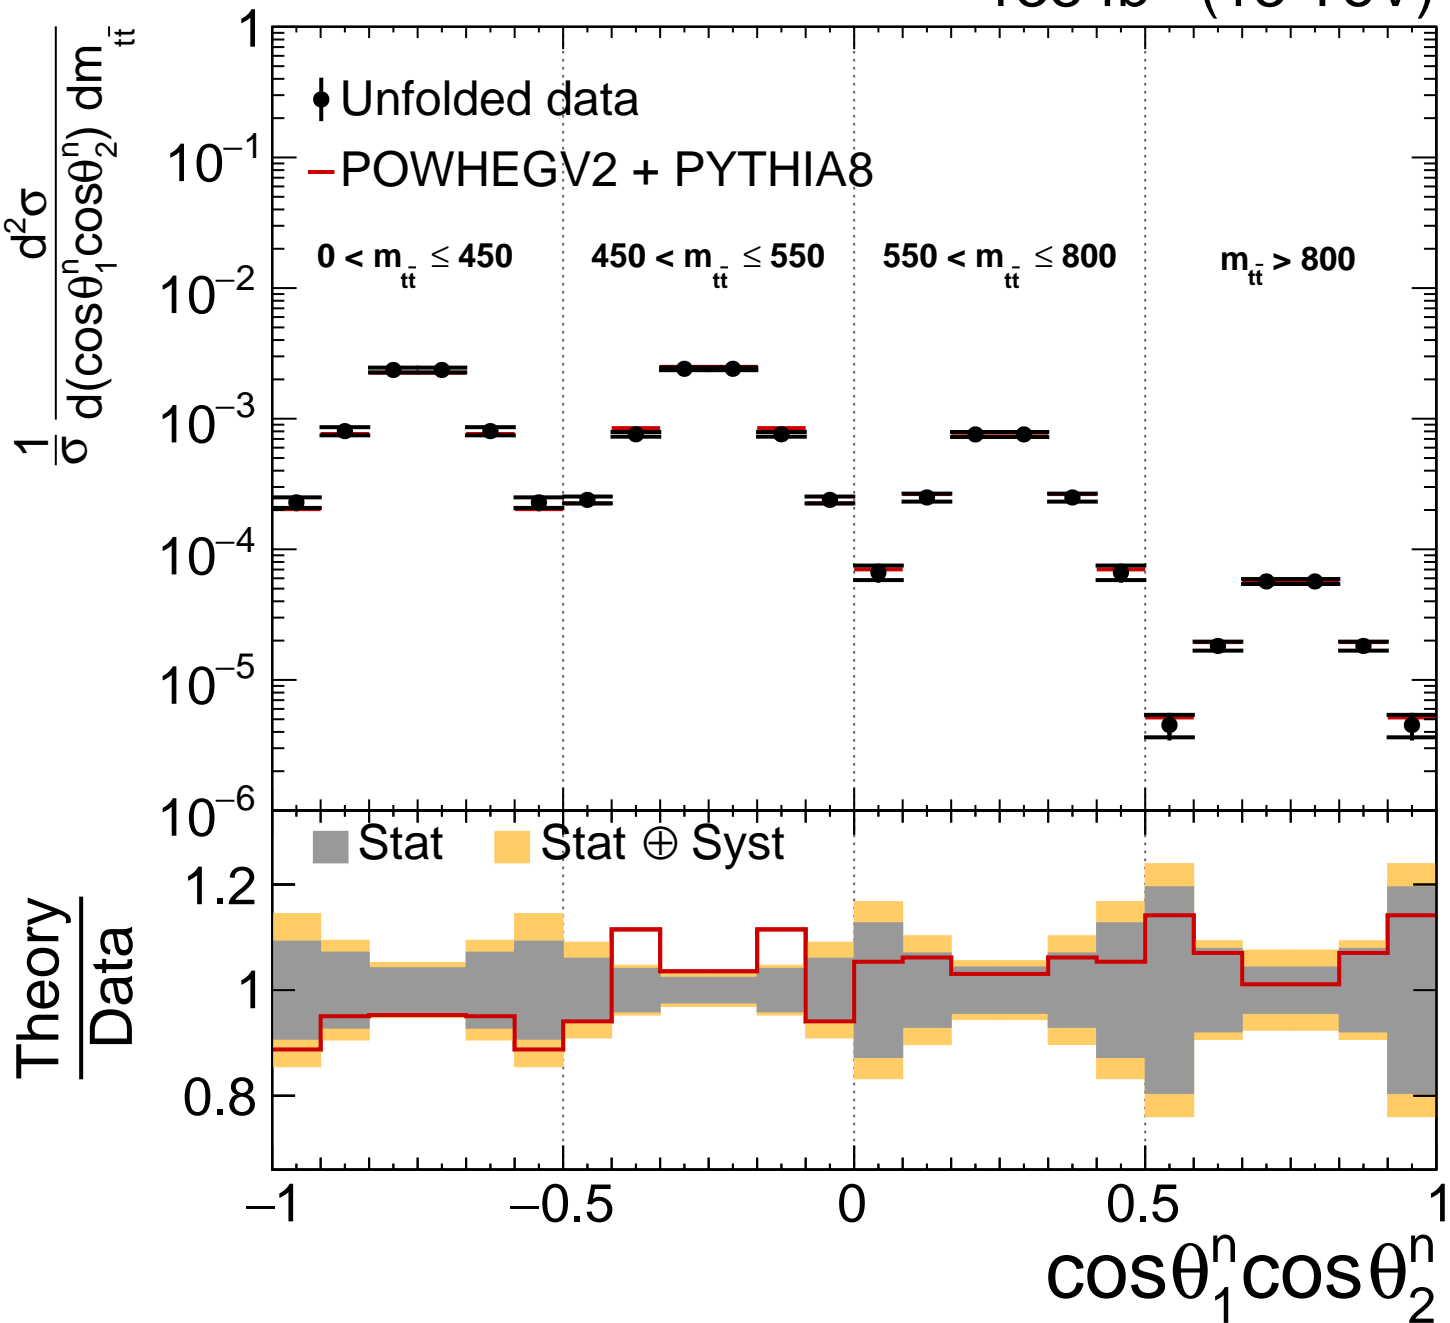 (13 TeV)
1/σ d²σ/d(cosθ₁ⁿcosθ₂ⁿ) dm_tt̄
1
10⁻¹
10⁻²
10⁻³
10⁻⁴
10⁻⁵
10⁻⁶
Unfolded data
POWHEGV2 + PYTHIA8
0 < m_tt̄ ≤ 450
450 < m_tt̄ ≤ 550
550 < m_tt̄ ≤ 800
m_tt̄ > 800
Stat
Stat ⊕ Syst
Theory
Data
1.2
1
0.8
−1
−0.5
0
0.5
1
cosθ₁ⁿcosθ₂ⁿ